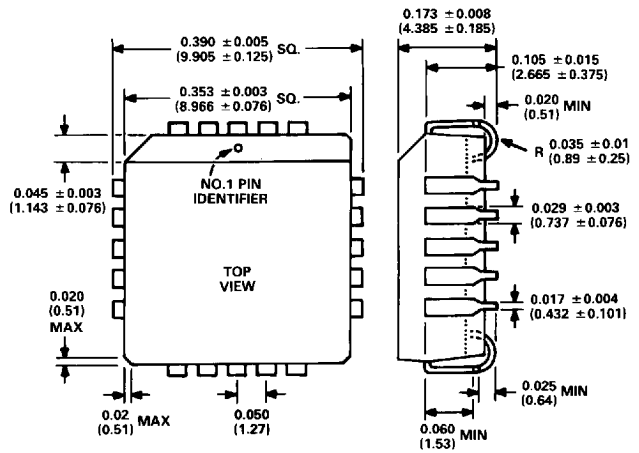 0.173 ±0.008
(4.385 ±0.185)
0.390 ±0.005
(9.905 ±0.125) SQ.
0.105 ±0.015
(2.665 ±0.375)
0.353 ±0.003
(8.966 ±0.076) SQ.
0.020
(0.51) MIN
R 0.035 ±0.01
(0.89 ±0.25)
0.045 ±0.003
(1.143 ±0.076)
NO.1 PIN
IDENTIFIER
0.029 ±0.003
(0.737 ±0.076)
TOP
VIEW
0.020
(0.51)
MAX
0.017 ±0.004
(0.432 ±0.101)
0.02
(0.51) MAX
0.050
(1.27)
0.025
(0.64) MIN
0.060
(1.53) MIN